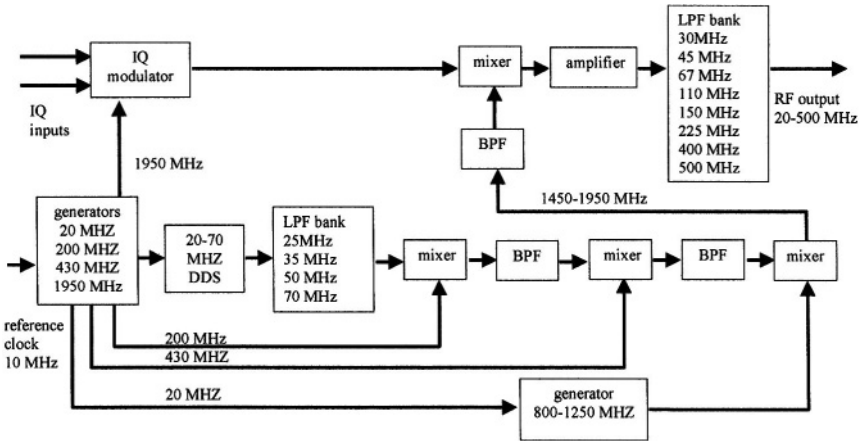 IQ
modulator
IQ
inputs
1950 MHz
mixer
amplifier
LPF bank
30MHz
45 MHz
67 MHz
110 MHz
150 MHz
225 MHz
400 MHz
500 MHz
RF output
20-500 MHz
BPF
1450-1950MHz
generators
20 MHZ
200 MHZ
430 MHZ
1950 MHz
20-70
MHZ
DDS
LPF bank
25MHz
35 MHz
50 MHz
70 MHz
mixer
BPF
mixer
BPF
mixer
reference
clock
10 MHz
200 MHz
430 MHZ
20 MHZ
generator
800-1250 MHZ